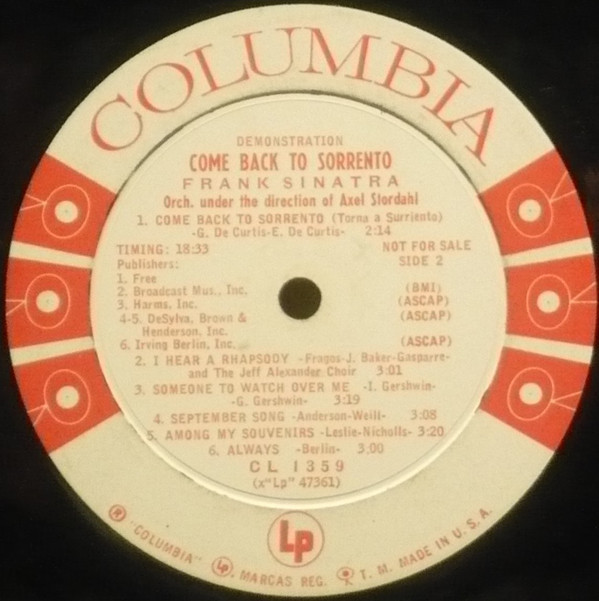 COLUMBIA
DEMONSTRATION
COME BACK TO SORRENTO
FRANK SINATRA
Orch. under the direction of Axel Stordahl
1. COME BACK TO SORRENTO (Torna a Surriento)
-G. De Curtis-E. De Curtis- 2:14
TIMING: 18:33 NOT FOR SALE
Publishers: SIDE 2
1. Free
2. Broadcast Mus., Inc. (BMI)
3. Harms, Inc. (ASCAP)
4-5. DeSylva, Brown & (ASCAP)
Henderson, Inc.
6. Irving Berlin, Inc. (ASCAP)
2. I HEAR A RHAPSODY -Fragos-J. Baker-Gasparre-
and The Jeff Alexander Choir 3:01
3. SOMEONE TO WATCH OVER ME -I. Gershwin-
-G. Gershwin- 3:19
4. SEPTEMBER SONG -Anderson-Weill- 3:08
5. AMONG MY SOUVENIRS -Leslie-Nicholls- 3:20
6. ALWAYS -Berlin- 3:00
CL 1359
(x"Lp" 47361)
Lp
® "COLUMBIA" Lp, MARCAS REG. T. M. MADE IN U. S. A.